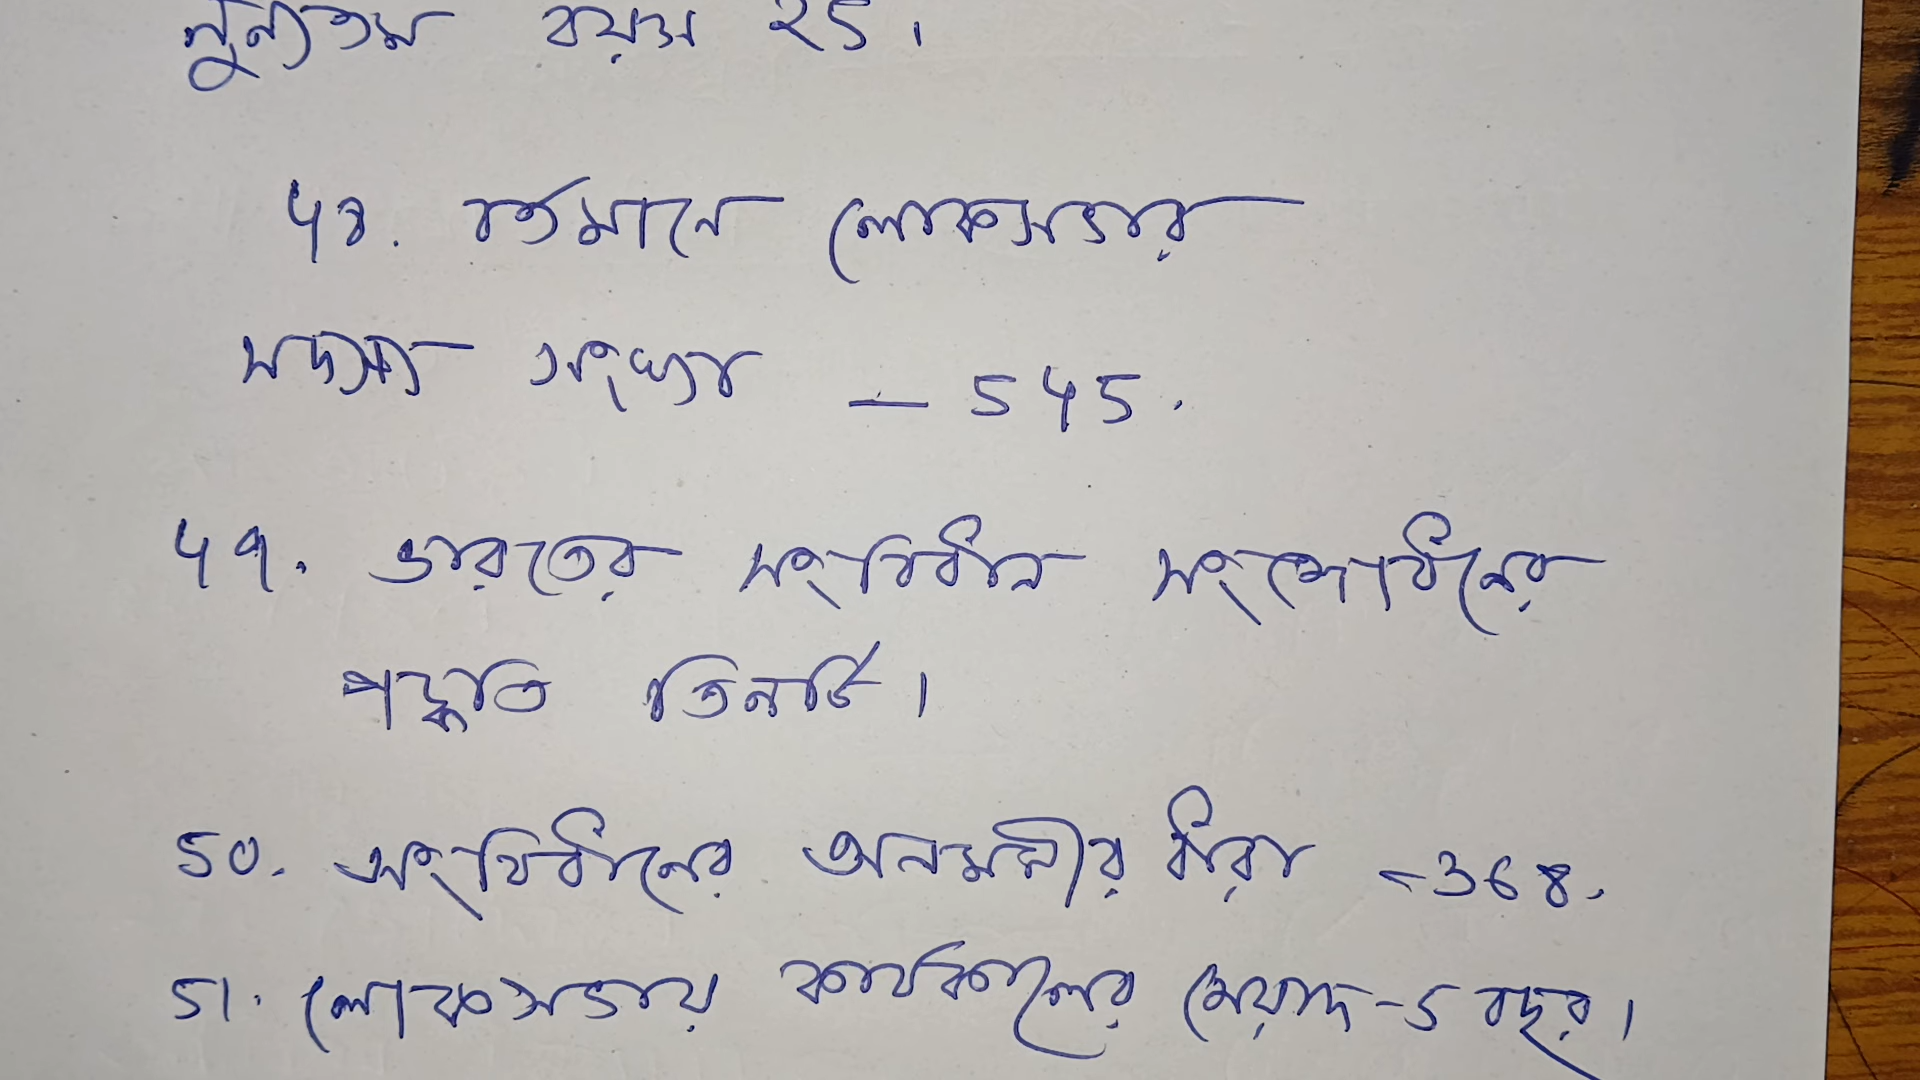 ন্যূনতম বয়স 25।
48. বর্তমানে লোকসভার
সদস্য সংখ্যা — 545.
49. ভারতের সংবিধান সংশোধনের
পদ্ধতি তিনটি।
50. সংবিধানের ধারা - 368.
51. লোকসভায় কার্যকালের মেয়াদ - 5 বছর।